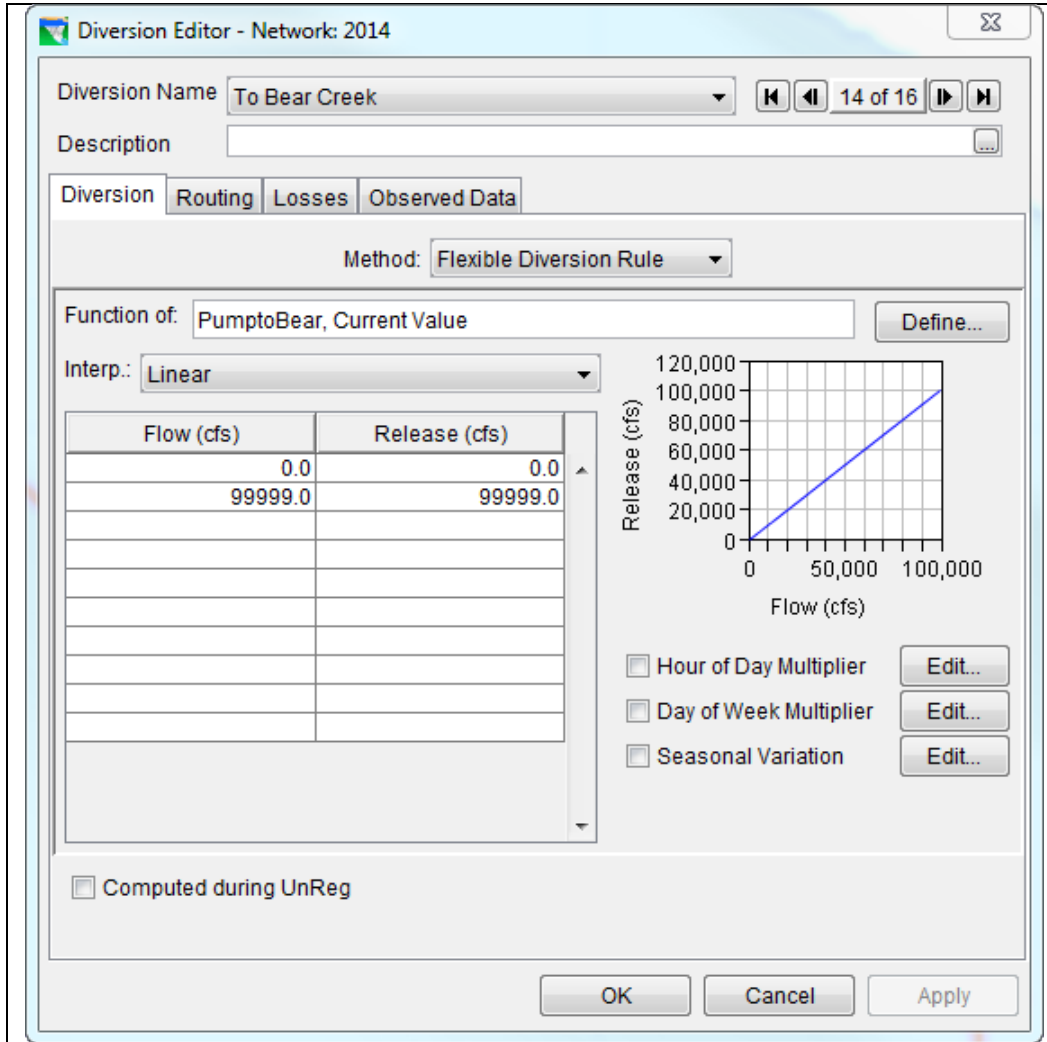 Diversion Editor - Network: 2014
Diversion Name To Bear Creek 14 of 16
Description ...
Diversion Routing Losses Observed Data
Method: Flexible Diversion Rule
Function of: PumptoBear, Current Value Define...
Interp.: Linear
Flow (cfs) Release (cfs)
0.0 0.0
99999.0 99999.0
120,000
100,000
80,000
60,000
40,000
20,000
0
Release (cfs)
0 50,000 100,000
Flow (cfs)
Hour of Day Multiplier Edit...
Day of Week Multiplier Edit...
Seasonal Variation Edit...
Computed during UnReg
OK Cancel Apply